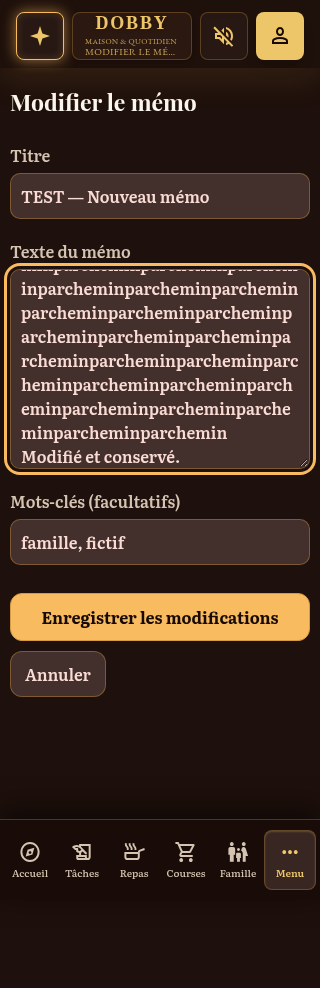 DOBBY
MAISON & QUOTIDIEN
MODIFIER LE MÉ…
Modifier le mémo
Titre
TEST — Nouveau mémo
Texte du mémo
inparcheminparcheminparchemin
parcheminparcheminparcheminp
archeminparcheminparcheminpa
rcheminparcheminparcheminparc
heminparcheminparcheminparch
eminparcheminparcheminparche
minparcheminparchemin
Modifié et conservé.
Mots-clés (facultatifs)
famille, fictif
Enregistrer les modifications
Annuler
Accueil
Tâches
Repas
Courses
Famille
Menu